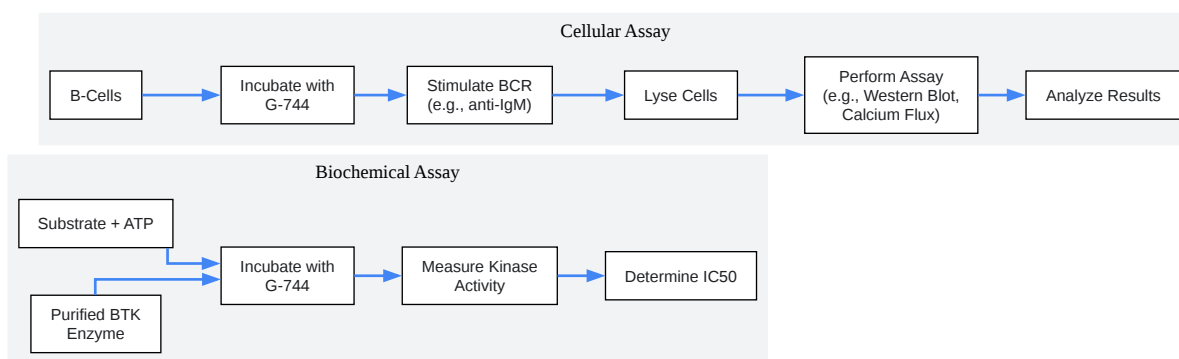 Cellular Assay
B-Cells
Incubate with
G-744
Stimulate BCR
(e.g., anti-IgM)
Lyse Cells
Perform Assay
(e.g., Western Blot,
Calcium Flux)
Analyze Results
Biochemical Assay
Substrate + ATP
Purified BTK
Enzyme
Incubate with
G-744
Measure Kinase
Activity
Determine IC50